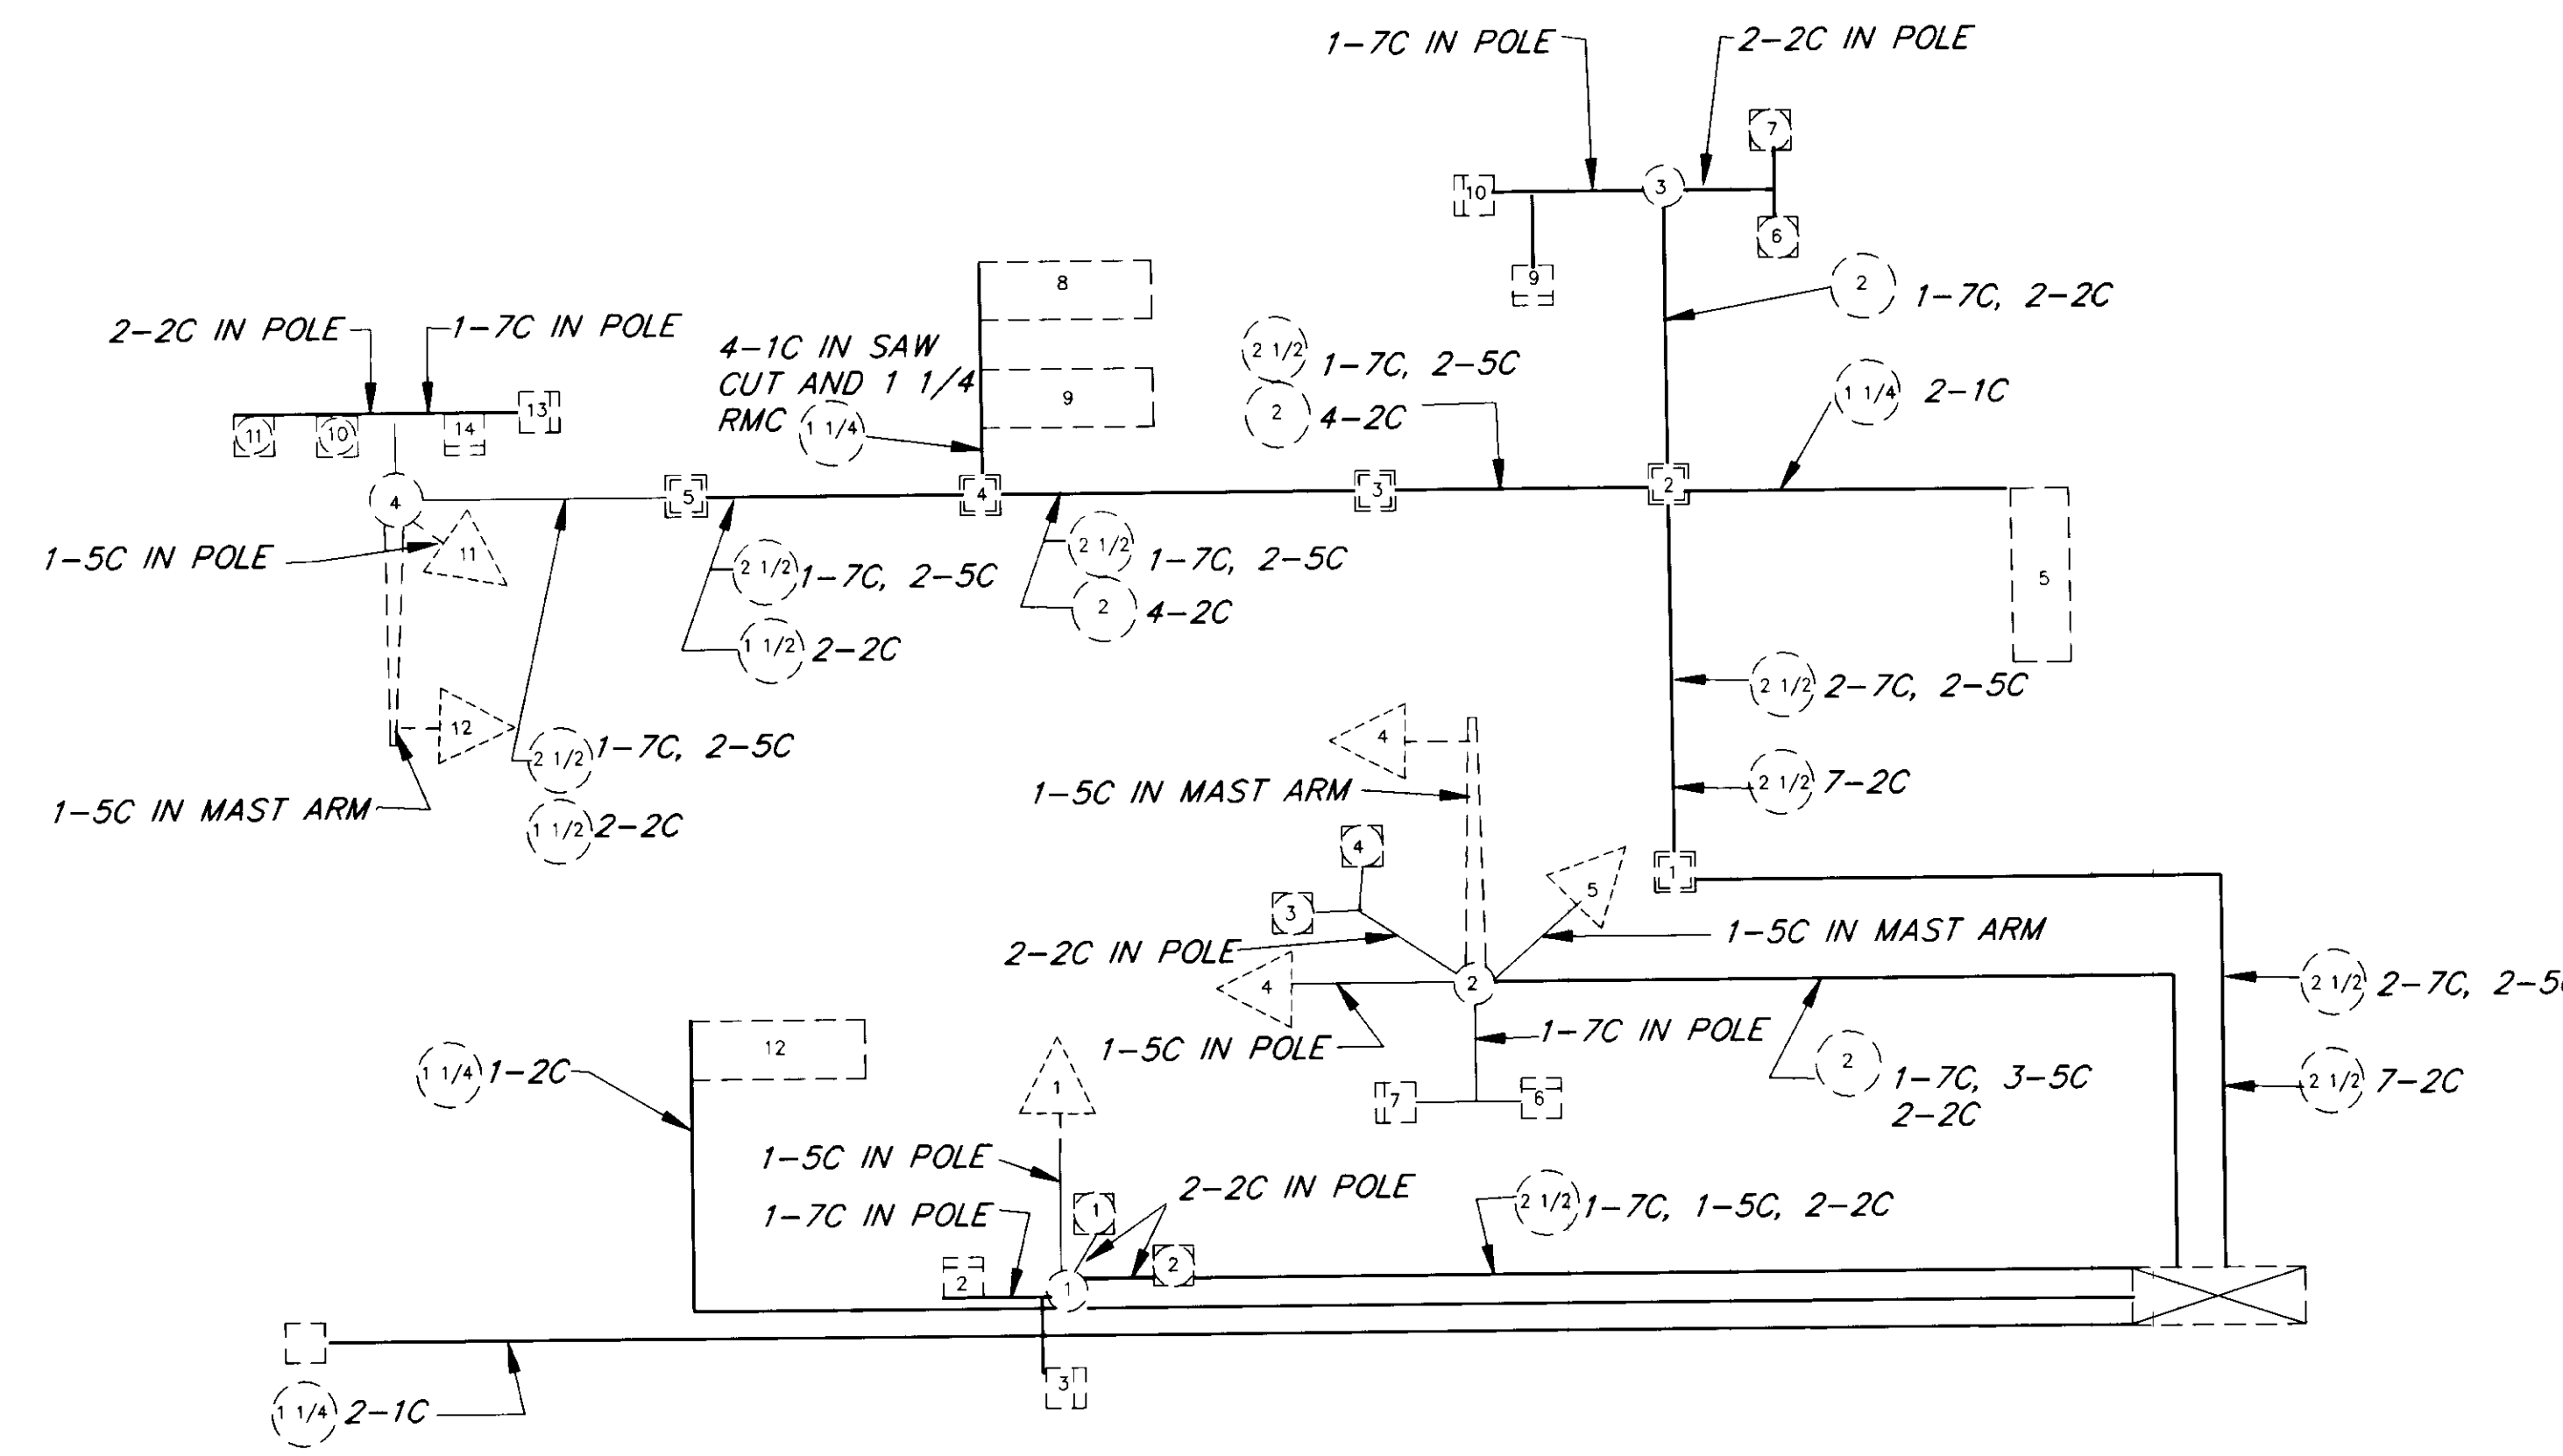 1-7C IN POLE
2-2C IN POLE
7
10
3
6
9
2
1-7C, 2-2C
8
2-2C IN POLE
1-7C IN POLE
4-1C IN SAW
CUT AND 1 1/4
RMC
1 1/4
9
2 1/2
1-7C, 2-5C
2
4-2C
1 1/4
2-1C
11
10
14
13
4
5
4
3
2
5
1-5C IN POLE
11
2 1/2
1-7C, 2-5C
1 1/2
2-2C
2 1/2
1-7C, 2-5C
2
4-2C
12
2 1/2
1-7C, 2-5C
1 1/2
2-2C
1-5C IN MAST ARM
2 1/2
2-7C, 2-5C
2 1/2
7-2C
4
1-5C IN MAST ARM
4
3
5
1
2-2C IN POLE
1-5C IN MAST ARM
4
2
1-5C IN POLE
1-7C IN POLE
7
6
2
1-7C, 3-5C
2-2C
2 1/2
2-7C, 2-5C
2 1/2
7-2C
12
1 1/4
1-2C
1
1-5C IN POLE
1-7C IN POLE
2-2C IN POLE
1
2
2 1/2
1-7C, 1-5C, 2-2C
2
1
3
1 1/4
2-1C